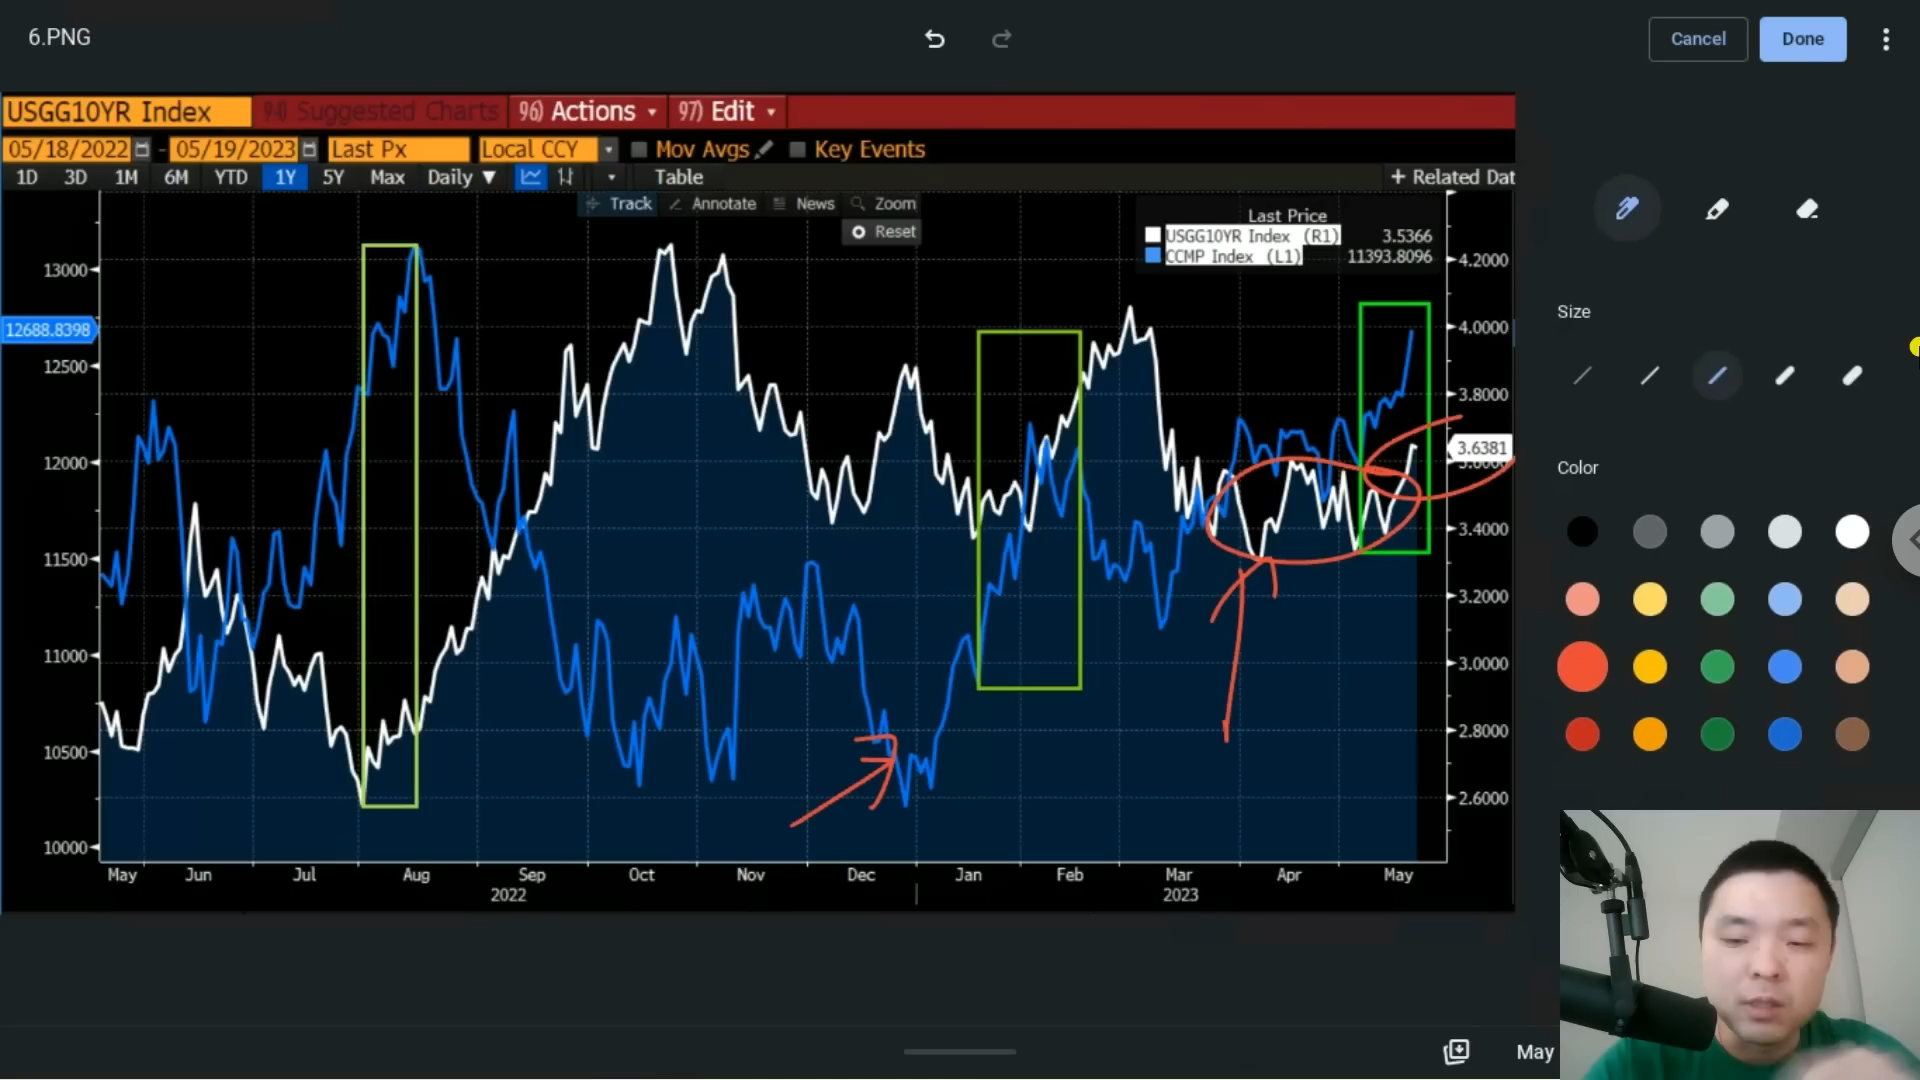 6.PNG
Cancel
Done
USGG10YR Index
94) Suggested Charts
96) Actions
97) Edit
05/18/2022 - 05/19/2023
Last Px
Local CCY
Mov Avgs
Key Events
1D 3D 1M 6M YTD 1Y 5Y Max Daily ▼
Table
+ Related Dat
Track
Annotate
News
Zoom
Reset
Last Price
USGG10YR Index (R1) 3.5366
CCMP Index (L1) 11393.8096
13000
12688.8398
12500
12000
11500
11000
10500
10000
4.2000
4.0000
3.8000
3.6381
3.6000
3.4000
3.2000
3.0000
2.8000
2.6000
May Jun Jul Aug Sep Oct Nov Dec Jan Feb Mar Apr May
2022 2023
Size
Color
May